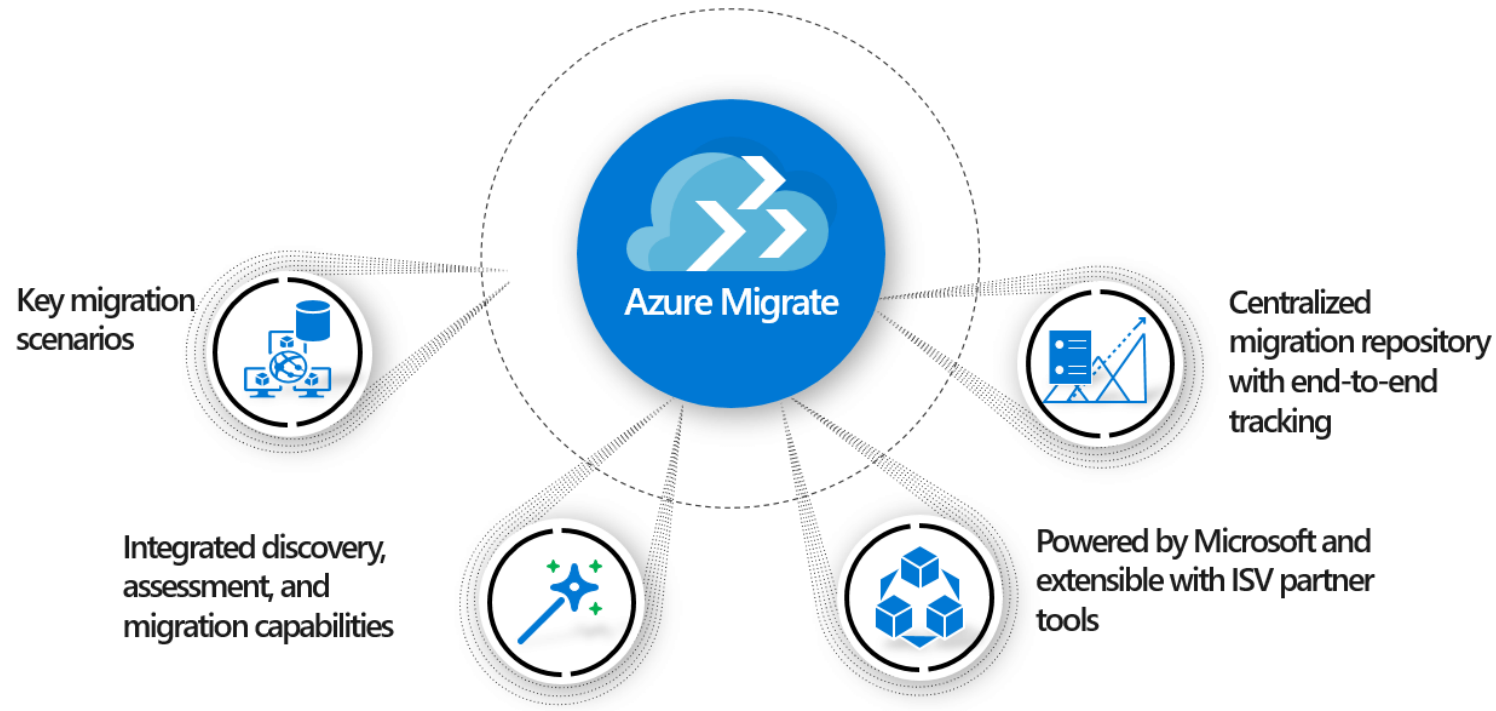 Azure Migrate
Key migration
scenarios
Centralized
migration repository
with end-to-end
tracking
Integrated discovery,
assessment, and
migration capabilities
Powered by Microsoft and
extensible with ISV partner
tools